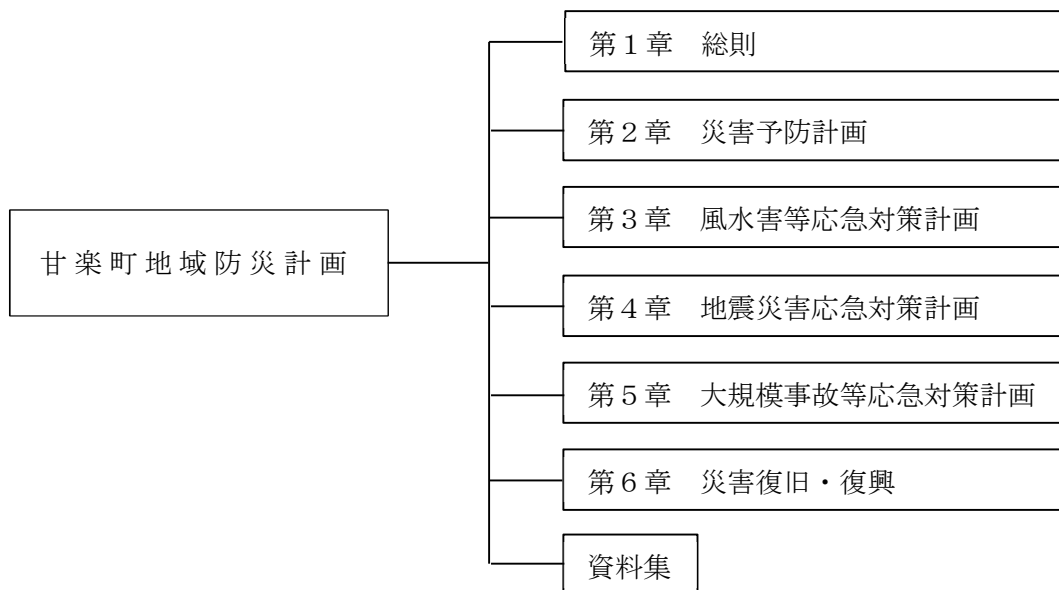 第１章　総則
第２章　災害予防計画
第３章　風水害等応急対策計画
甘楽町地域防災計画
第４章　地震災害応急対策計画
第５章　大規模事故等応急対策計画
第６章　災害復旧・復興
資料集